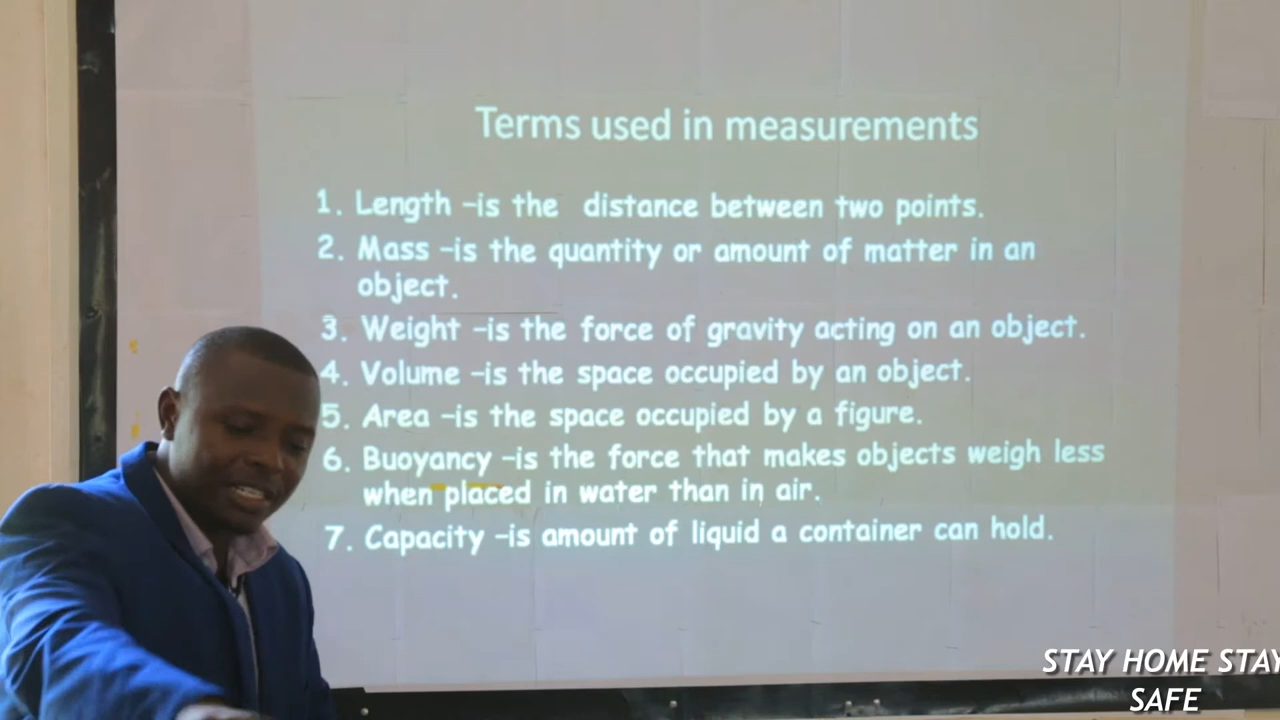 Terms used in measurements
1. Length -is the distance between two points.
2. Mass -is the quantity or amount of matter in an
object.
3. Weight -is the force of gravity acting on an object.
4. Volume -is the space occupied by an object.
5. Area -is the space occupied by a figure.
6. Buoyancy -is the force that makes objects weigh less
when placed in water than in air.
7. Capacity -is amount of liquid a container can hold.
STAY HOME STAY
SAFE